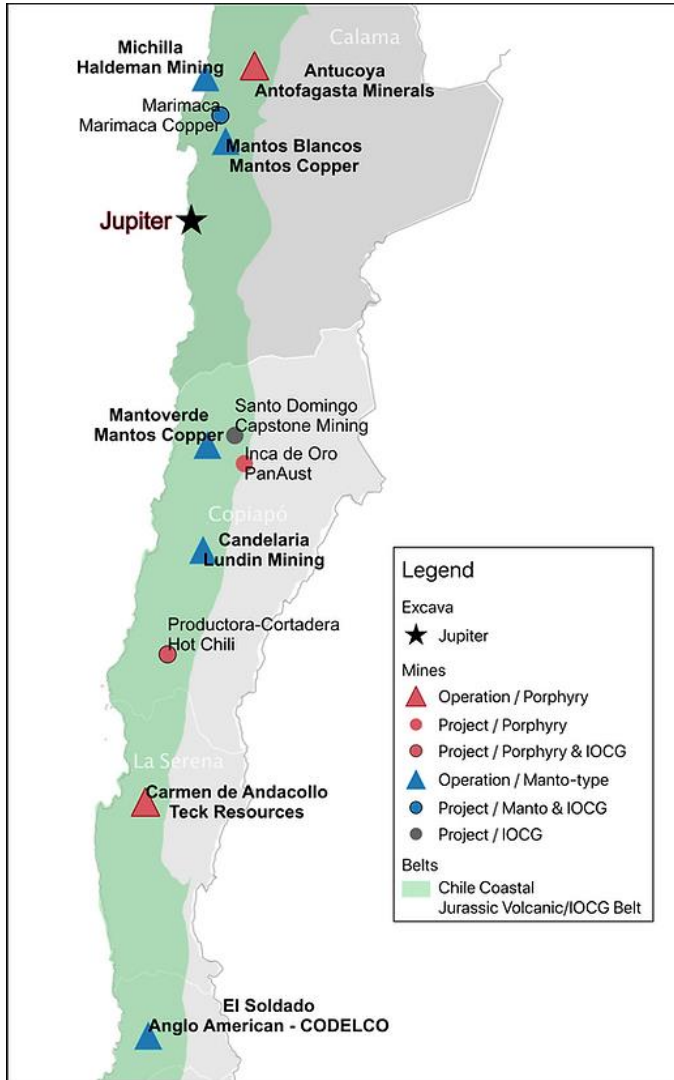 Calama
Michilla
Haldeman Mining
Antucoya
Antofagasta Minerals
Marimaca
Marimaca Copper
Mantos Blancos
Mantos Copper
Jupiter
Mantoverde
Mantos Copper
Santo Domingo
Capstone Mining
Inca de Oro
PanAust
Copiapó
Candelaria
Lundin Mining
Productora-Cortadera
Hot Chili
La Serena
Carmen de Andacollo
Teck Resources
El Soldado
Anglo American - CODELCO
Legend
Excava
Jupiter
Mines
Operation / Porphyry
Project / Porphyry
Project / Porphyry & IOCG
Operation / Manto-type
Project / Manto & IOCG
Project / IOCG
Belts
Chile Coastal
Jurassic Volcanic/IOCG Belt